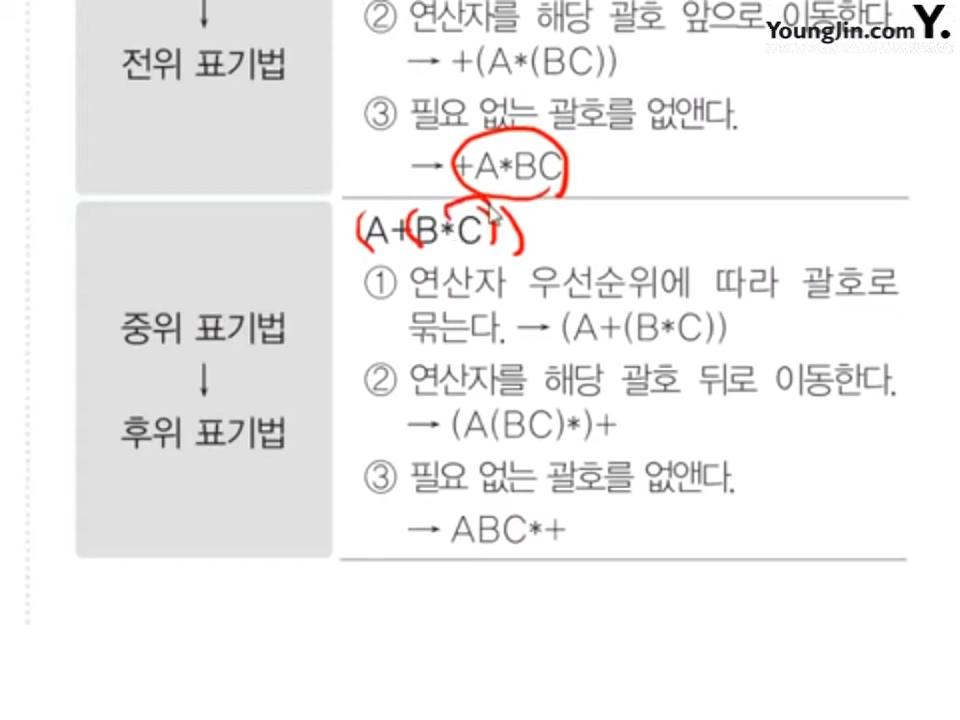 ② 연산자를 해당 괄호 앞으로 이동한다.
YoungJin.com Y.
↓
전위 표기법
→ +(A*(BC))
③ 필요 없는 괄호를 없앤다.
→ +A*BC
(A+(B*C))
중위 표기법
↓
후위 표기법
① 연산자 우선순위에 따라 괄호로
묶는다. → (A+(B*C))
② 연산자를 해당 괄호 뒤로 이동한다.
→ (A(BC)*)+
③ 필요 없는 괄호를 없앤다.
→ ABC*+